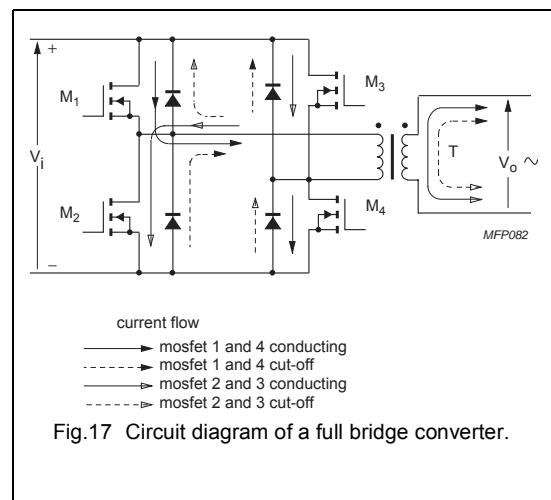 +
M1
M3
Vi
T
Vo ~
M2
M4
−
MFP082
current flow
mosfet 1 and 4 conducting
mosfet 1 and 4 cut-off
mosfet 2 and 3 conducting
mosfet 2 and 3 cut-off
Fig.17 Circuit diagram of a full bridge converter.